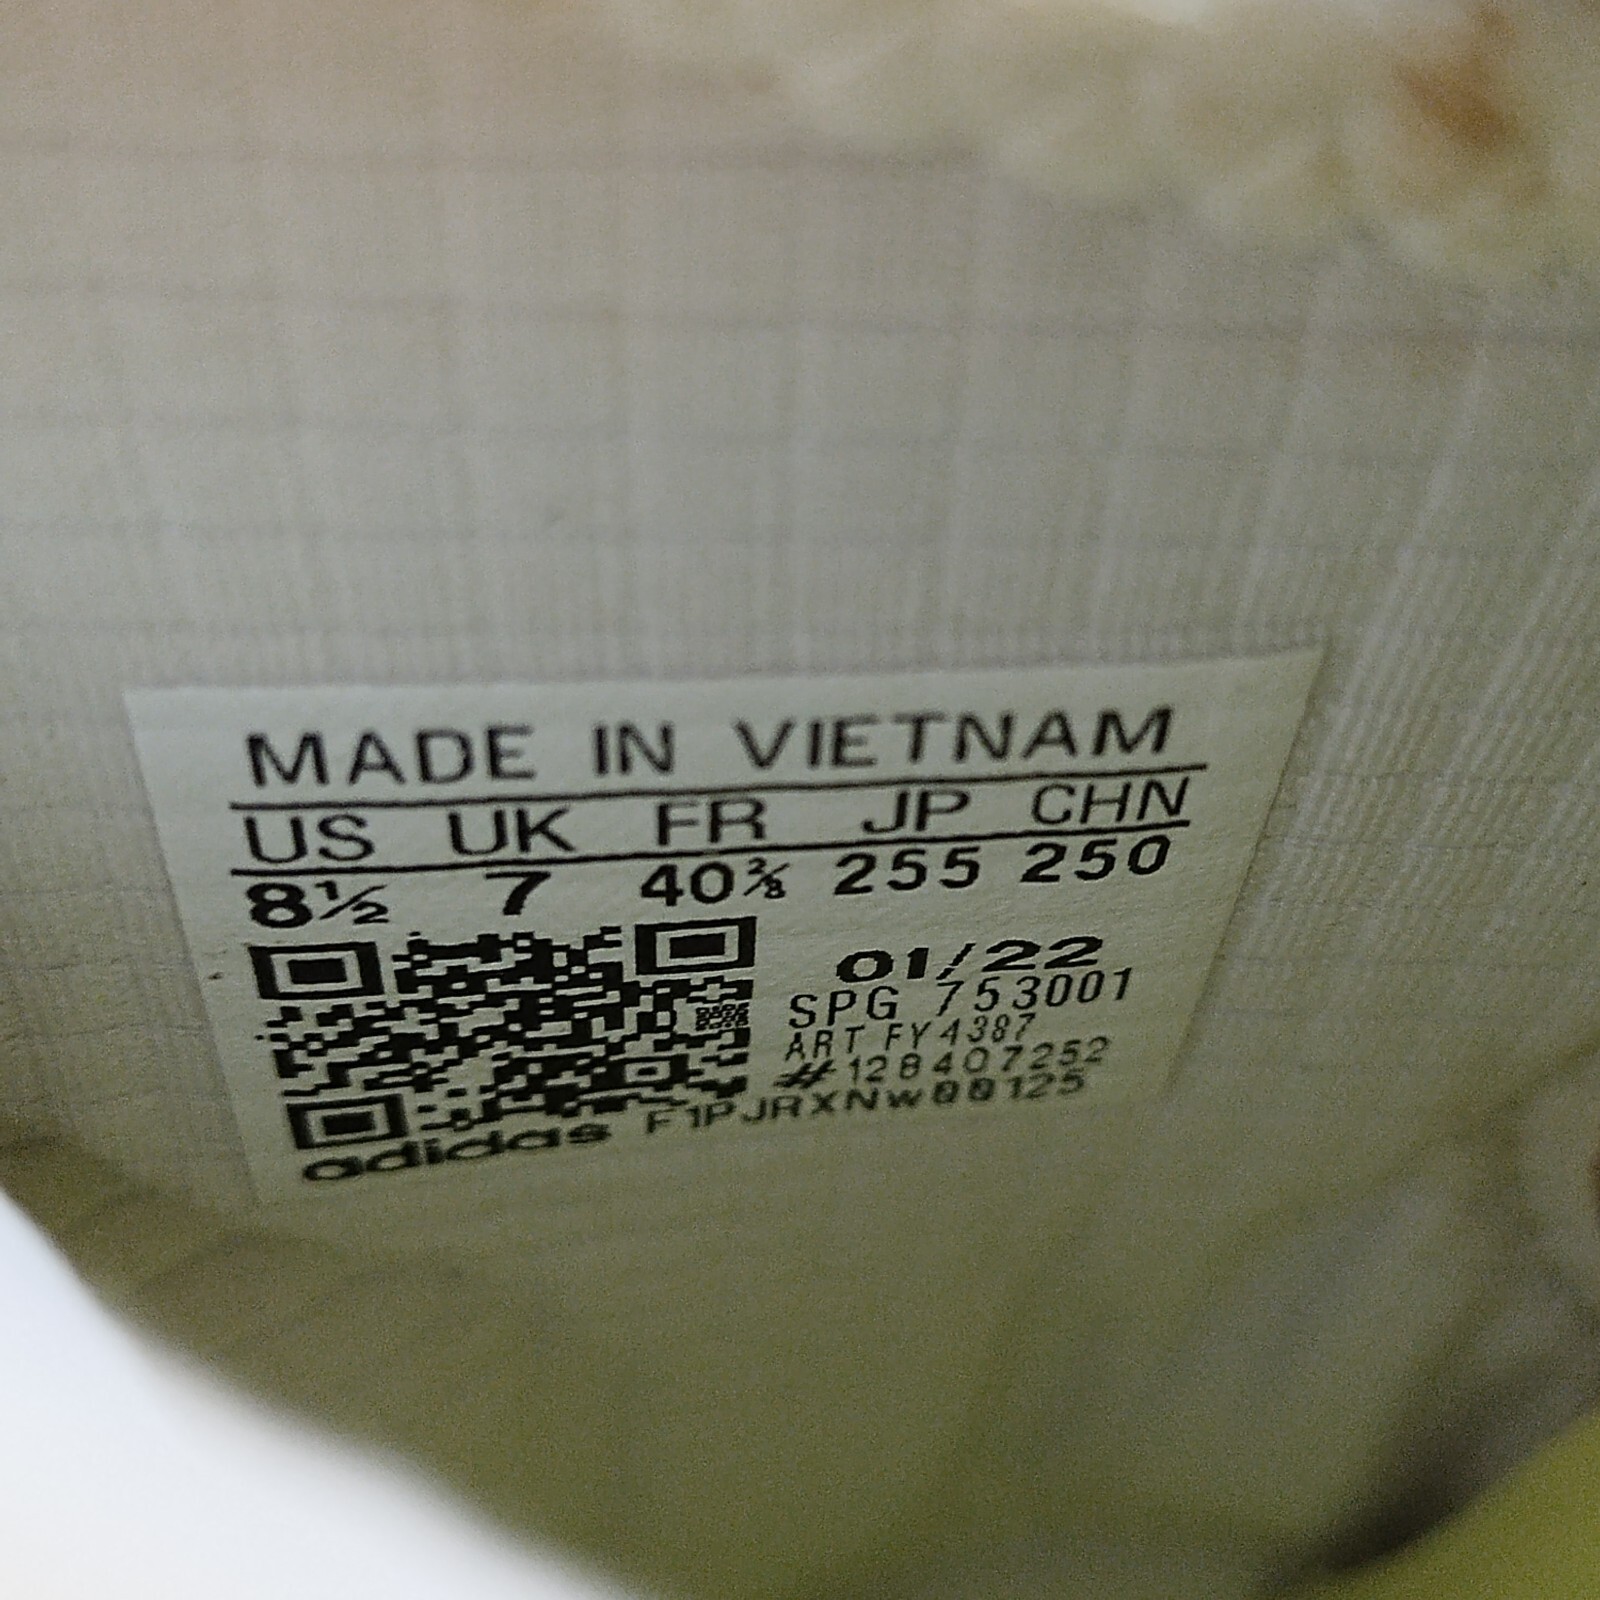 MADE IN VIETNAM
US UK FR JP CHN
8½ 7 40⅔ 255 250
01/22
SPG 753001
ART FY4387
#128407252
adidas F1PJRXNW00125